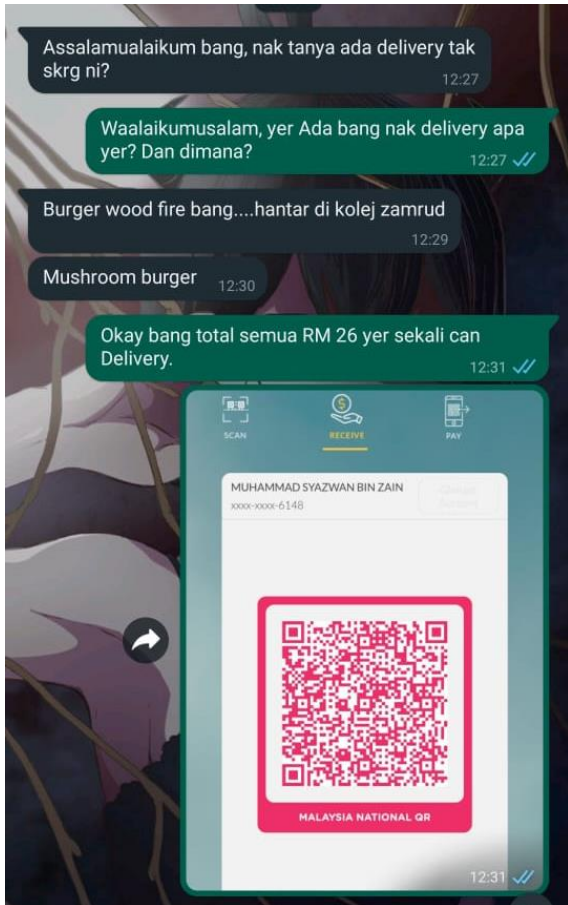 Assalamualaikum bang, nak tanya ada delivery tak
skrg ni?
12:27
Waalaikumusalam, yer Ada bang nak delivery apa
yer? Dan dimana?
12:27
Burger wood fire bang....hantar di kolej zamrud
12:29
Mushroom burger
12:30
Okay bang total semua RM 26 yer sekali can
Delivery.
12:31
SCAN
RECEIVE
PAY
MUHAMMAD SYAZWAN BIN ZAIN
xxxx-xxxx-6148
MALAYSIA NATIONAL QR
12:31